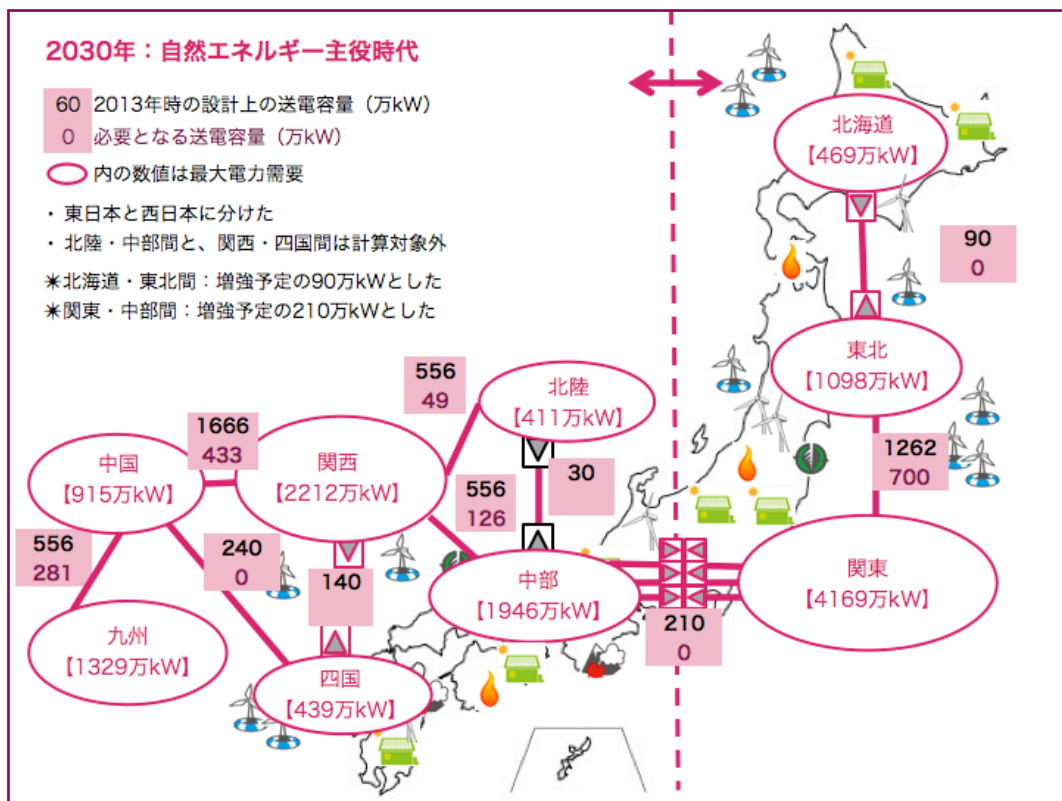 2030年：自然エネルギー主役時代
60 2013年時の設計上の送電容量（万kW）
0 必要となる送電容量（万kW）
内の数値は最大電力需要
・ 東日本と西日本に分けた
・ 北陸・中部間と、関西・四国間は計算対象外
✴北海道・東北間：増強予定の90万kWとした
✴関東・中部間：増強予定の210万kWとした
北海道
【469万kW】
90
0
東北
【1098万kW】
1262
700
関東
【4169万kW】
210
0
北陸
【411万kW】
556
49
30
556
126
中部
【1946万kW】
関西
【2212万kW】
1666
433
中国
【915万kW】
556
281
240
0
140
九州
【1329万kW】
四国
【439万kW】